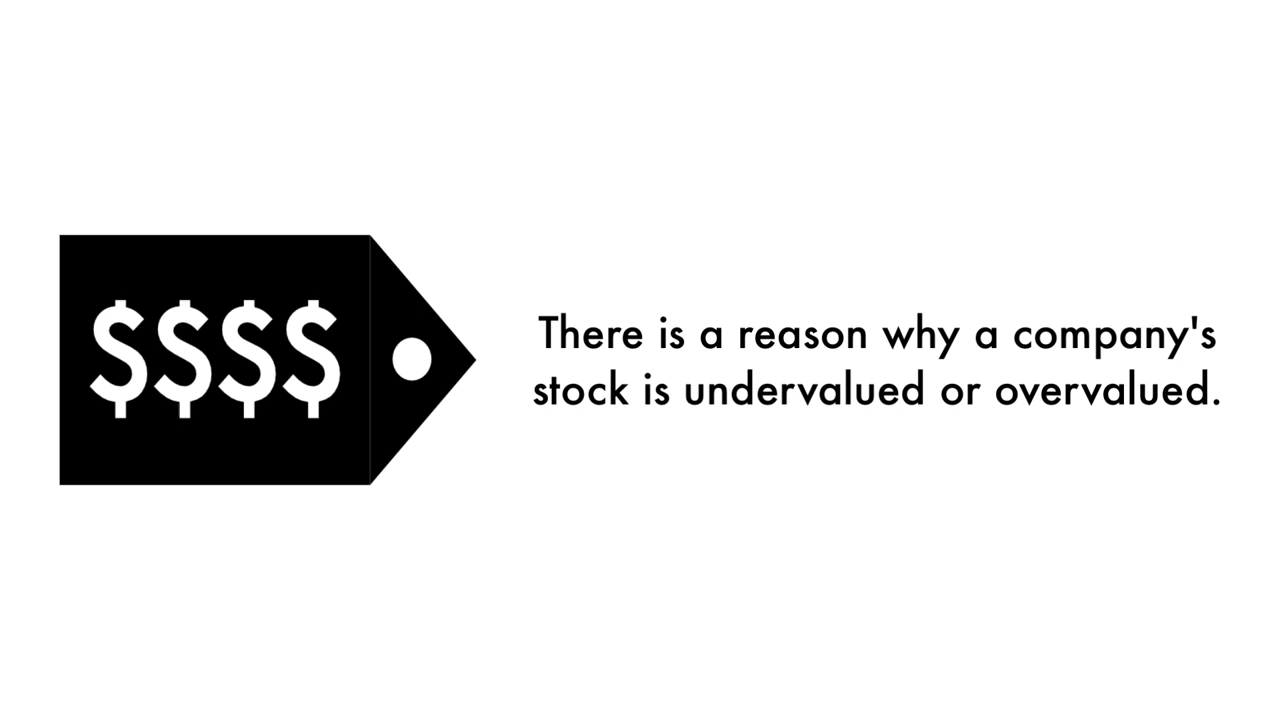 $$$$
There is a reason why a company's
stock is undervalued or overvalued.